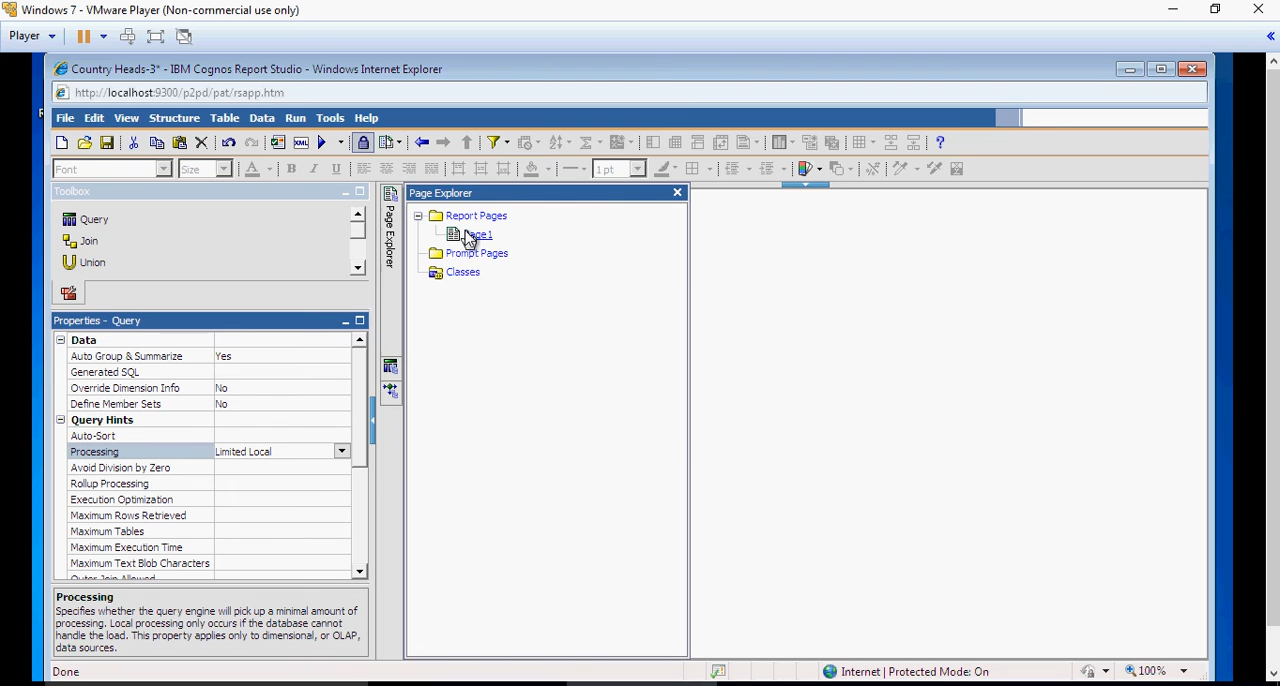 Windows 7 - VMware Player (Non-commercial use only)
Player
Country Heads-3* - IBM Cognos Report Studio - Windows Internet Explorer
http://localhost:9300/p2pd/pat/rsapp.htm
File Edit View Structure Table Data Run Tools Help
Font Size B I U 1 pt
Toolbox
Query
Join
Union
Properties - Query
Data
Auto Group & Summarize Yes
Generated SQL
Override Dimension Info No
Define Member Sets No
Query Hints
Auto-Sort
Processing Limited Local
Avoid Division by Zero
Rollup Processing
Execution Optimization
Maximum Rows Retrieved
Maximum Tables
Maximum Execution Time
Maximum Text Blob Characters
Outer Join Allowed
Processing
Specifies whether the query engine will pick up a minimal amount of
processing. Local processing only occurs if the database cannot
handle the load. This property applies only to dimensional, or OLAP,
data sources.
Page Explorer
Page Explorer
Report Pages
Prompt Pages
Classes
Done
Internet | Protected Mode: On
100%